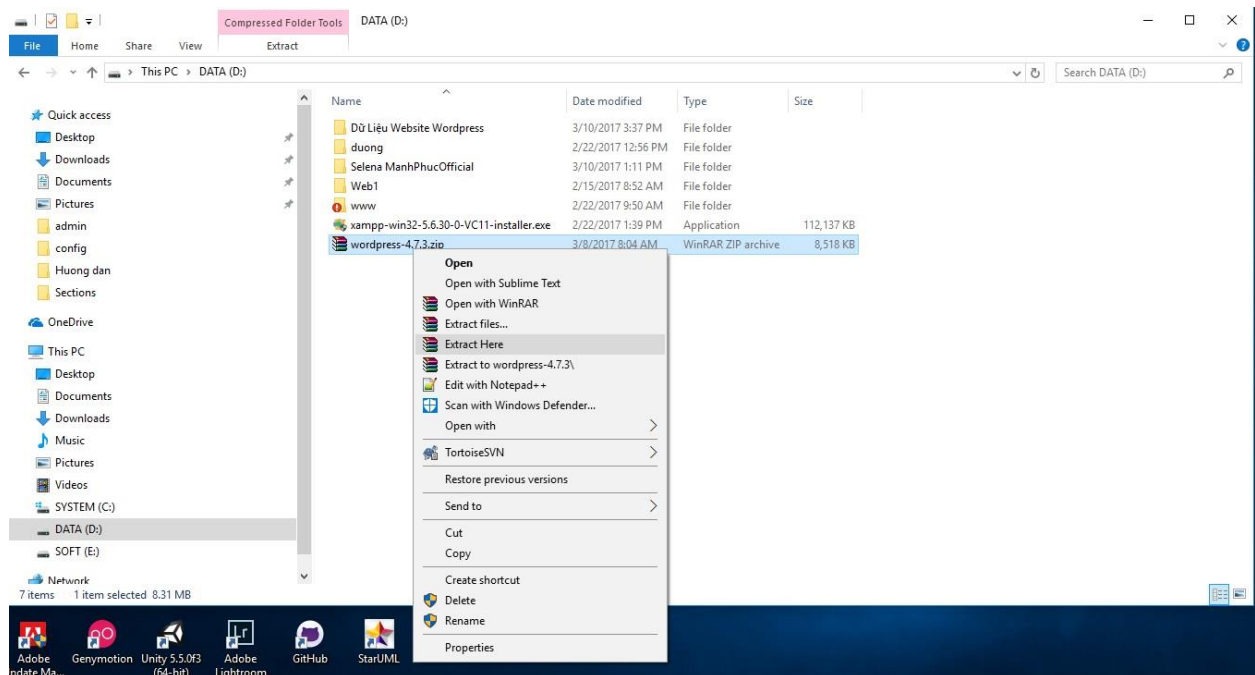 Compressed Folder Tools DATA (D:)
File Home Share View Extract
This PC > DATA (D:) Search DATA (D:)
Quick access
Desktop
Downloads
Documents
Pictures
admin
config
Huong dan
Sections
OneDrive
This PC
Desktop
Documents
Downloads
Music
Pictures
Videos
SYSTEM (C:)
DATA (D:)
SOFT (E:)
Network
Name Date modified Type Size
Dữ Liệu Website Wordpress 3/10/2017 3:37 PM File folder
duong 2/22/2017 12:56 PM File folder
Selena ManhPhucOfficial 3/10/2017 1:11 PM File folder
Web1 2/15/2017 8:52 AM File folder
www 2/22/2017 9:50 AM File folder
xampp-win32-5.6.30-0-VC11-installer.exe 2/22/2017 1:39 PM Application 112,137 KB
wordpress-4.7.3.zip 3/8/2017 8:04 AM WinRAR ZIP archive 8,518 KB
Open
Open with Sublime Text
Open with WinRAR
Extract files...
Extract Here
Extract to wordpress-4.7.3\
Edit with Notepad++
Scan with Windows Defender...
Open with
TortoiseSVN
Restore previous versions
Send to
Cut
Copy
Create shortcut
Delete
Rename
Properties
7 items 1 item selected 8.31 MB
Adobe Genymotion Unity 5.5.0f3 Adobe GitHub StarUML
pdate Ma... (64-bit) Lightroom